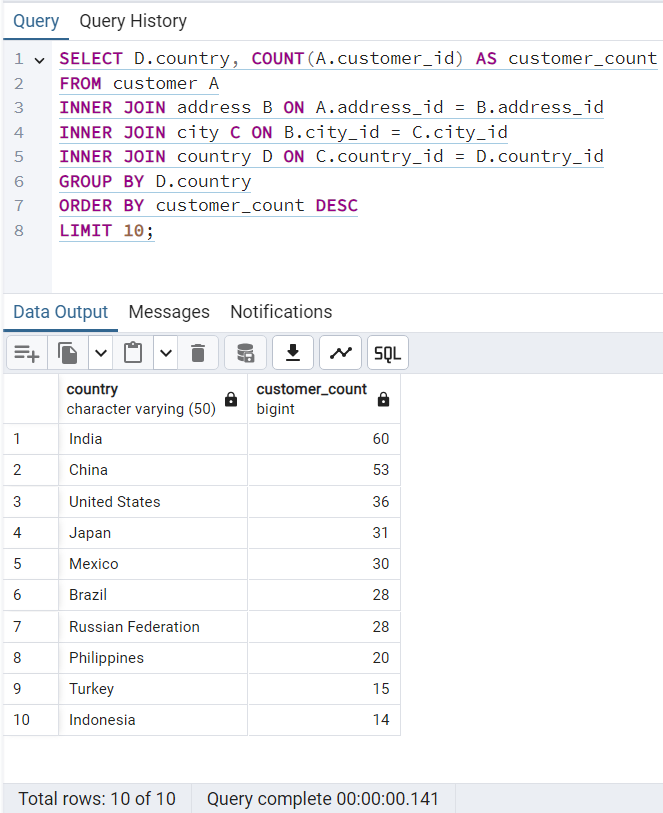 Query Query History
1 SELECT D.country, COUNT(A.customer_id) AS customer_count
2 FROM customer A
3 INNER JOIN address B ON A.address_id = B.address_id
4 INNER JOIN city C ON B.city_id = C.city_id
5 INNER JOIN country D ON C.country_id = D.country_id
6 GROUP BY D.country
7 ORDER BY customer_count DESC
8 LIMIT 10;
Data Output Messages Notifications
SQL
country customer_count
character varying (50) bigint
1 India 60
2 China 53
3 United States 36
4 Japan 31
5 Mexico 30
6 Brazil 28
7 Russian Federation 28
8 Philippines 20
9 Turkey 15
10 Indonesia 14
Total rows: 10 of 10 Query complete 00:00:00.141